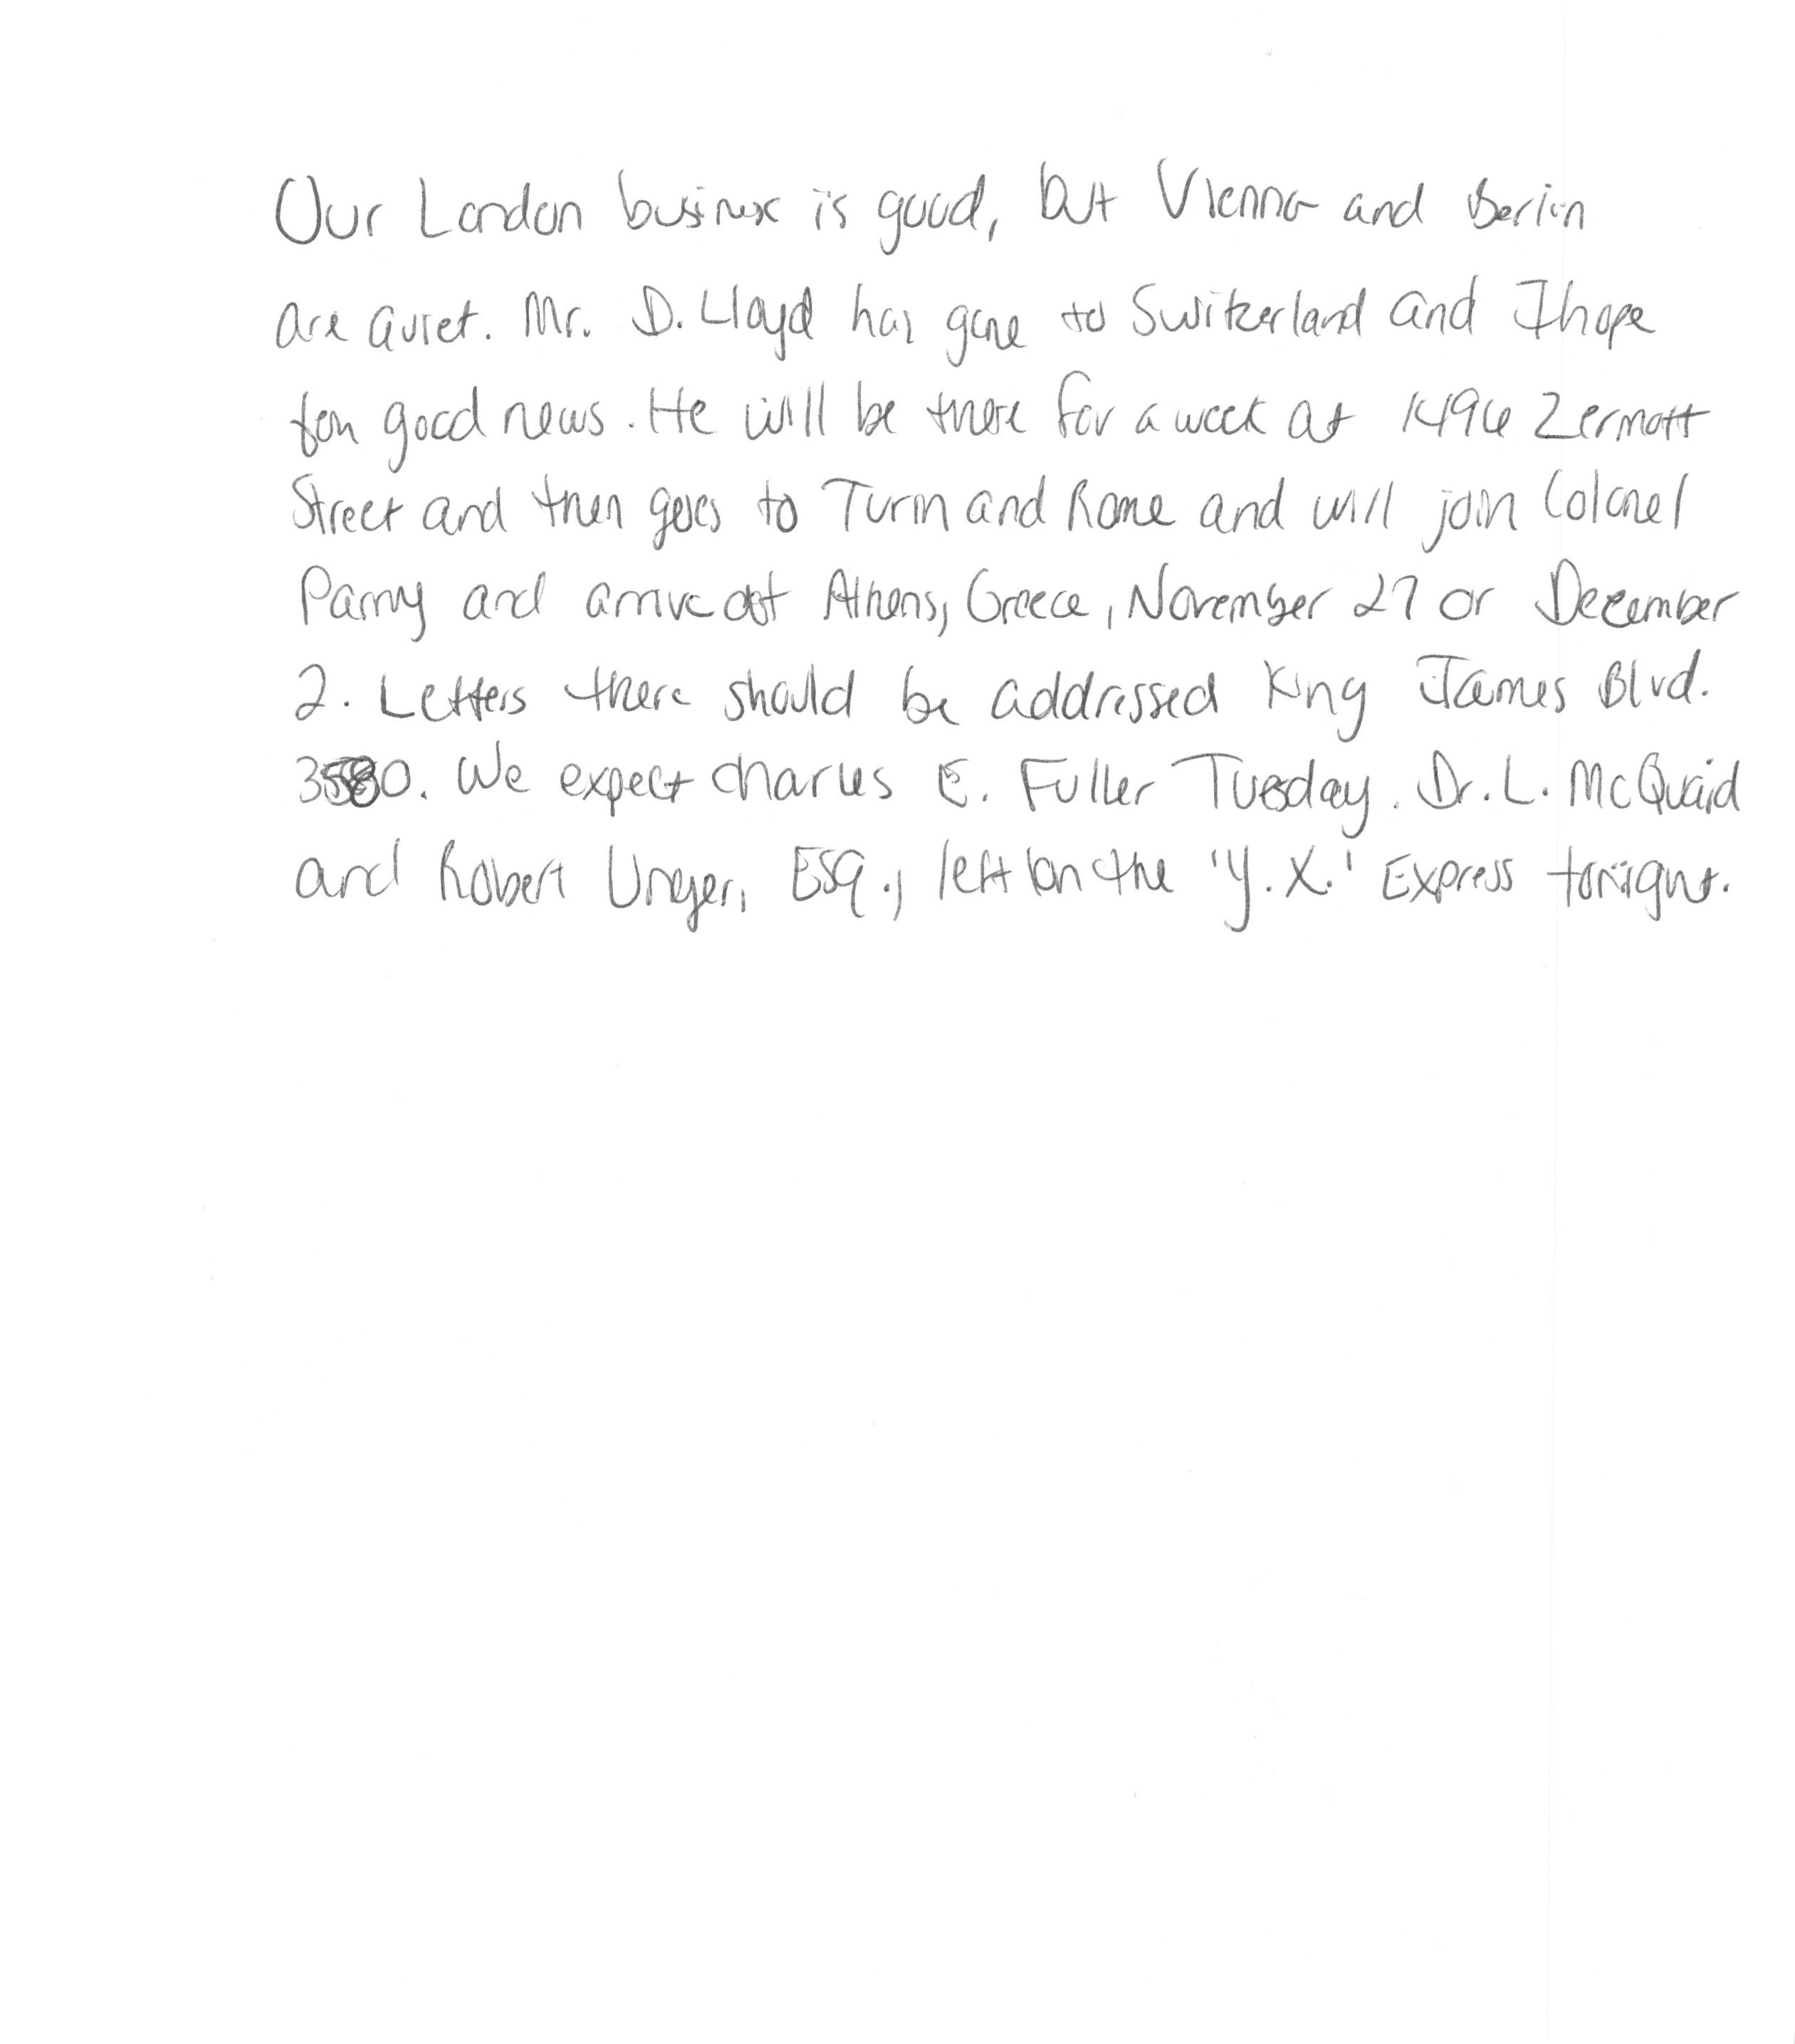 Our London business is good, but Vienna and Berlin
are quiet. Mr. D. Lloyd has gone to Switzerland and I hope
for good news. He will be there for a week at 1496 Zermott
Street and then goes to Turin and Rome and will join Colonel
Parry and arrive at Athens, Greece, November 27 or December
2. Letters there should be addressed King James Blvd.
3580. We expect Charles E. Fuller Tuesday. Dr. L. McQuaid
and Robert Unger, Esq., left on the 'Y.X.' Express tonight.